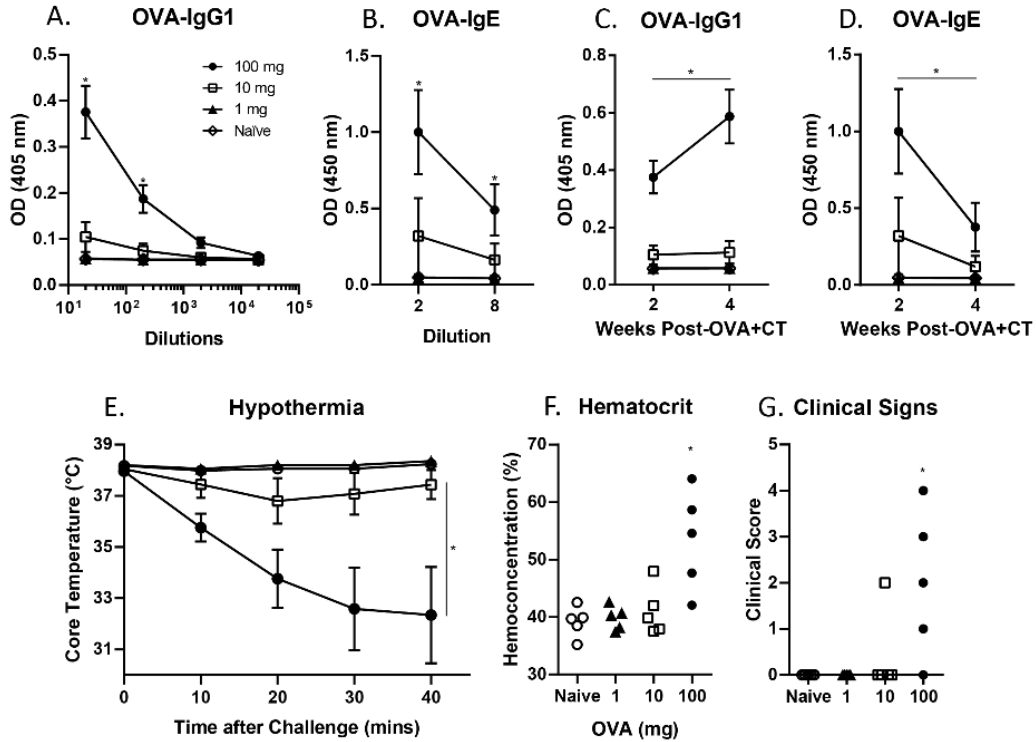 A. OVA-IgG1
OD (405 nm)
0.5
0.4
0.3
0.2
0.1
0.0
*
*
100 mg
10 mg
1 mg
Naïve
10¹ 10² 10³ 10⁴ 10⁵
Dilutions
B. OVA-IgE
OD (450 nm)
1.5
1.0
0.5
0.0
*
*
2 8
Dilution
C. OVA-IgG1
OD (405 nm)
0.8
0.6
0.4
0.2
0.0
*
2 4
Weeks Post-OVA+CT
D. OVA-IgE
OD (450 nm)
1.5
1.0
0.5
0.0
*
2 4
Weeks Post-OVA+CT
E. Hypothermia
Core Temperature (°C)
39
37
35
33
31
*
0 10 20 30 40
Time after Challenge (mins)
F. Hematocrit
Hemoconcentration (%)
70
60
50
40
30
*
Naive 1 10 100
OVA (mg)
G. Clinical Signs
Clinical Score
5
4
3
2
1
0
*
Naive 1 10 100